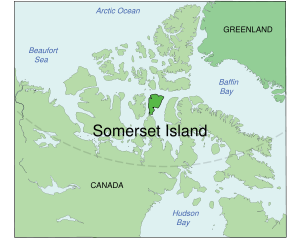 Arctic Ocean
GREENLAND
Beaufort
Sea
Baffin
Bay
Somerset Island
CANADA
Hudson
Bay